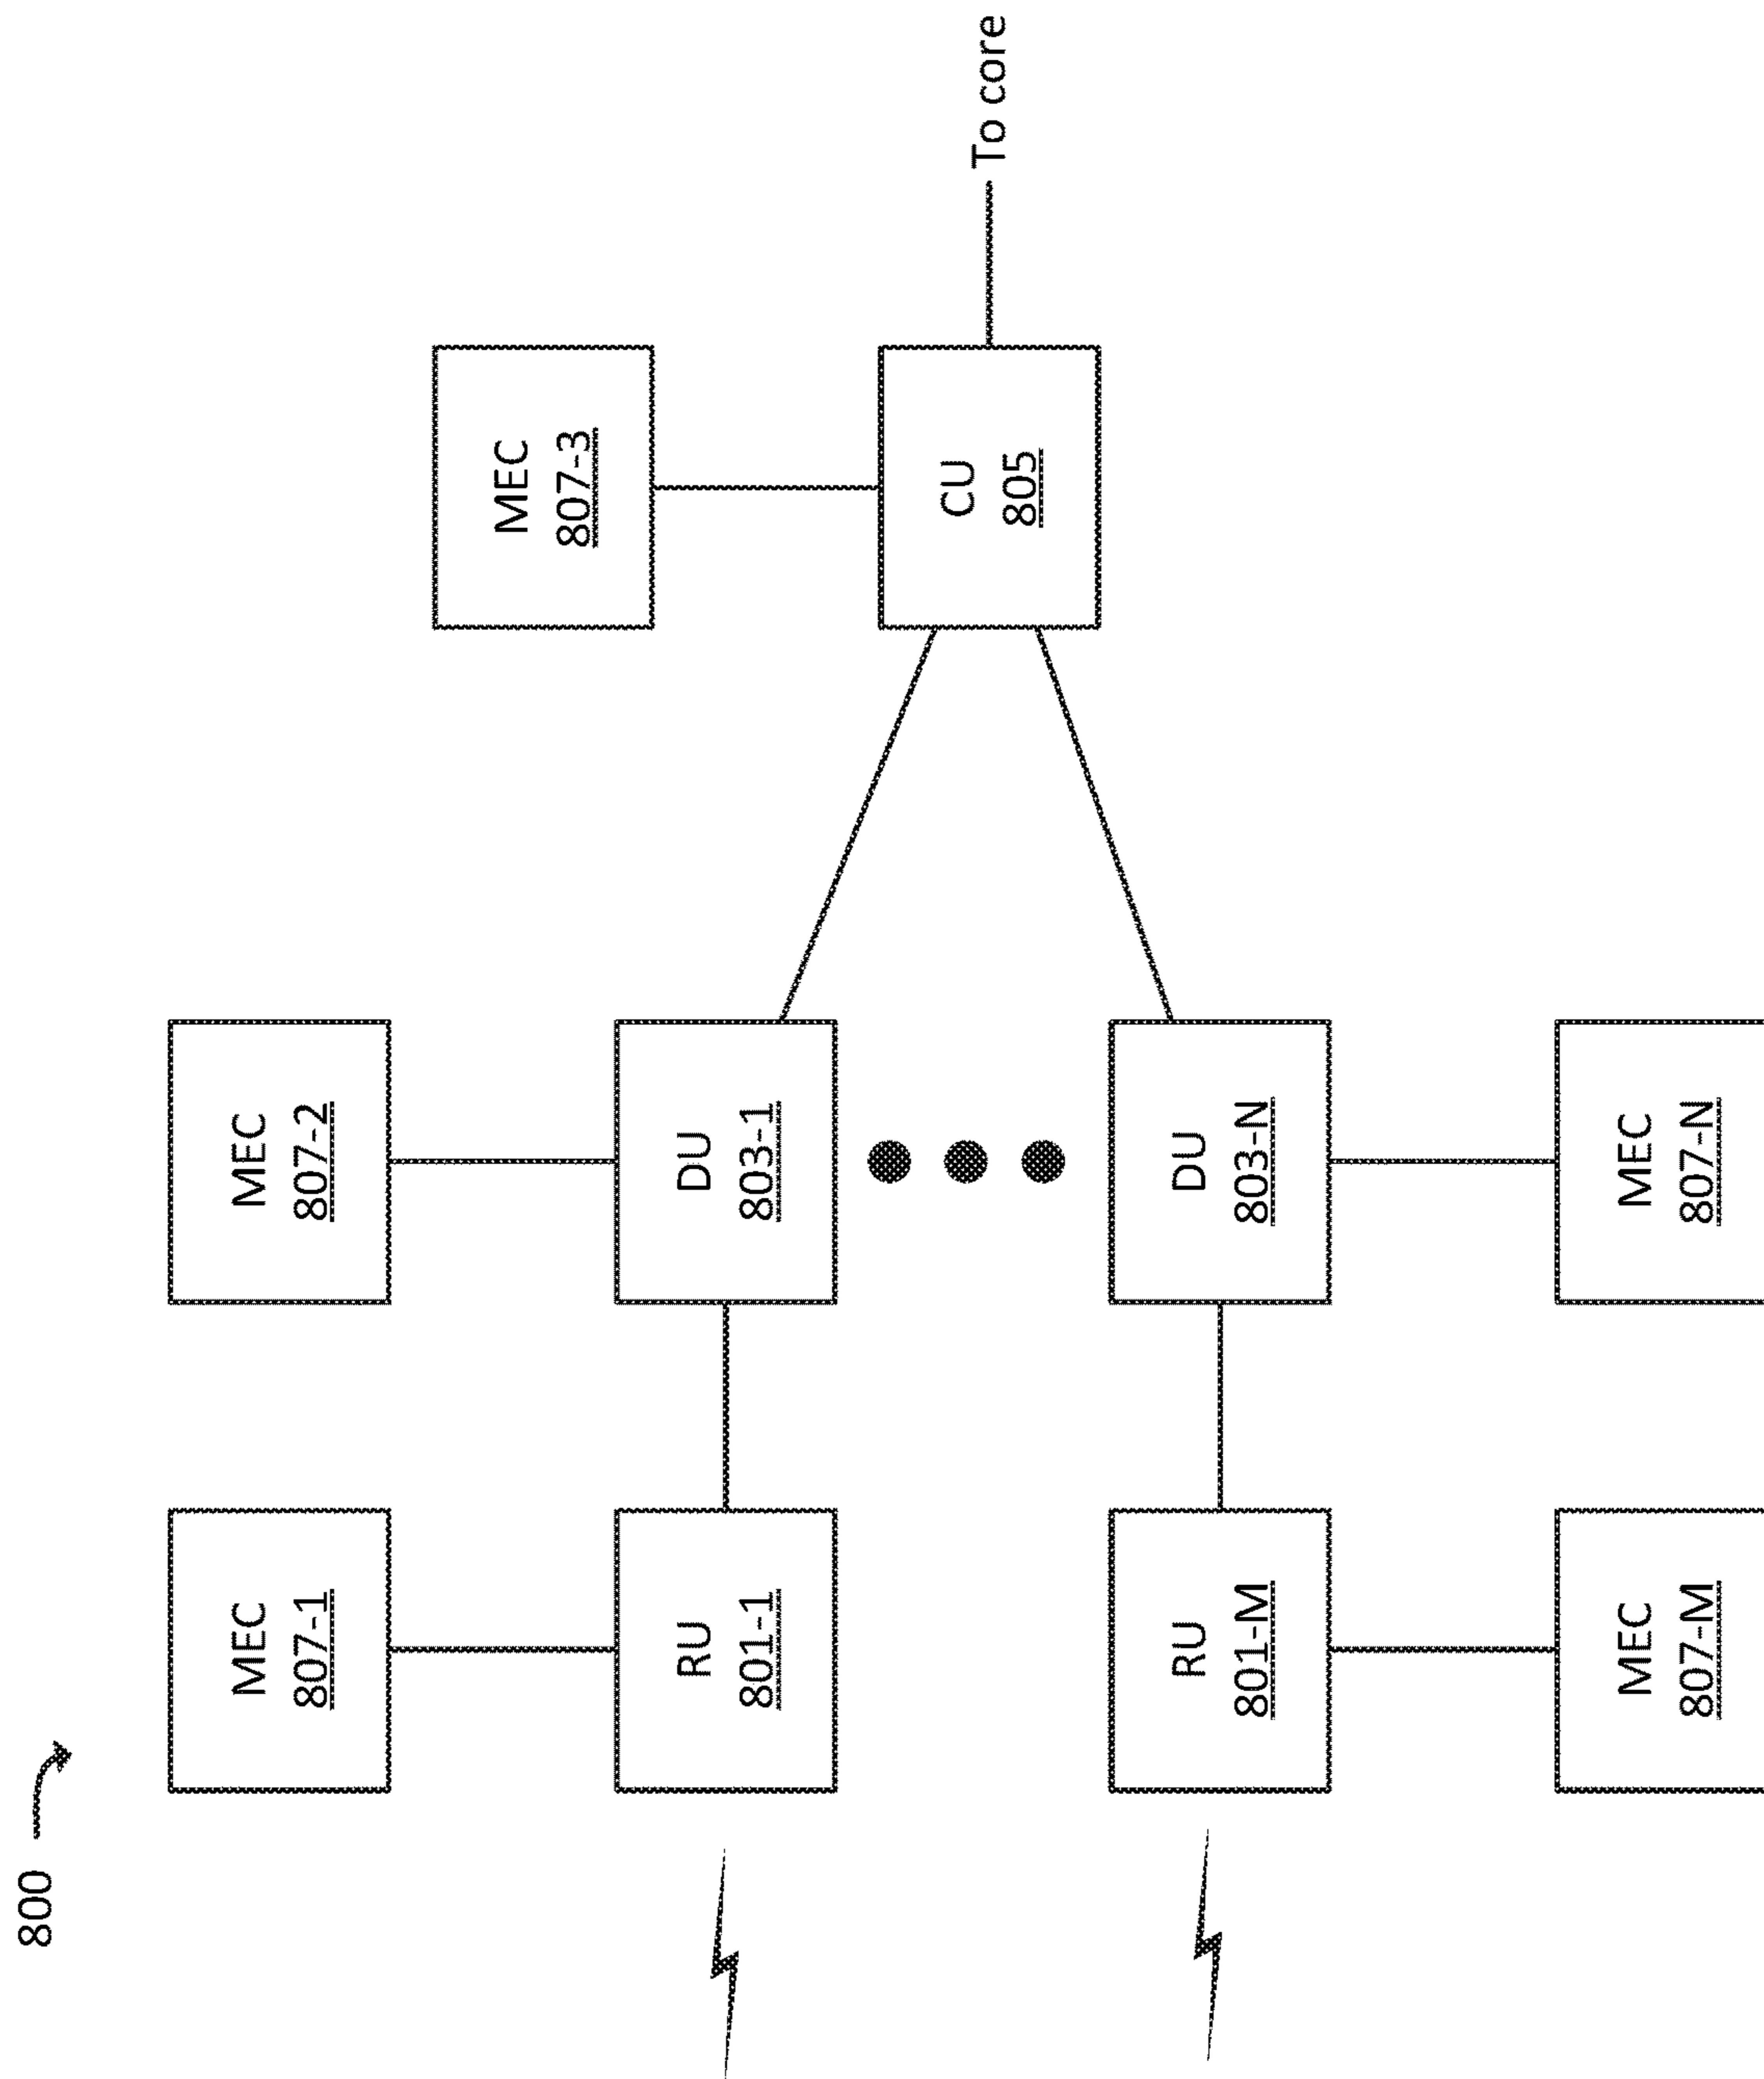 800
MEC
807-1
MEC
807-2
MEC
807-3
RU
801-1
DU
803-1
CU
805
To core
RU
801-M
DU
803-N
MEC
807-M
MEC
807-N